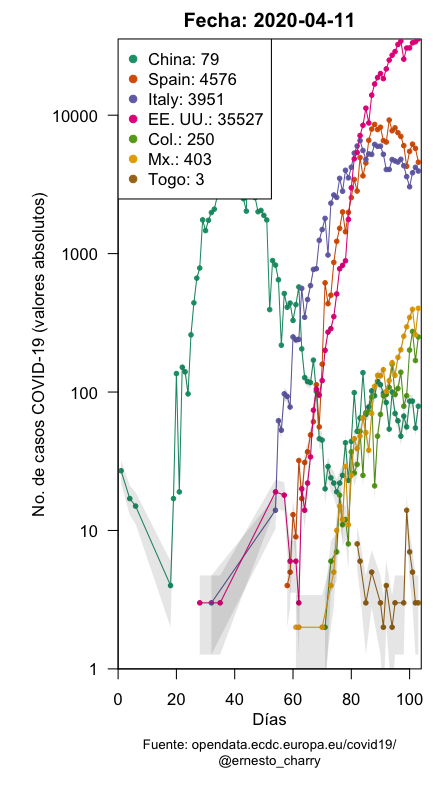 Fecha: 2020-04-11
China: 79
Spain: 4576
Italy: 3951
EE. UU.: 35527
Col.: 250
Mx.: 403
Togo: 3
No. de casos COVID-19 (valores absolutos)
10000
1000
100
10
1
0 20 40 60 80 100
Días
Fuente: opendata.ecdc.europa.eu/covid19/
@ernesto_charry